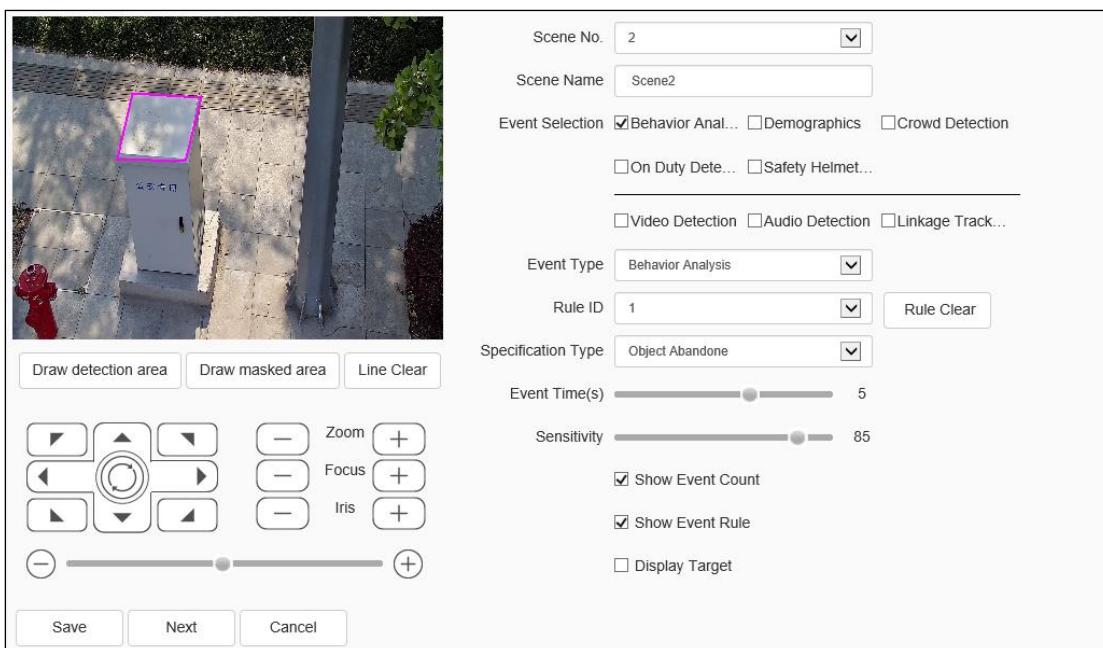 Scene No. 2
Scene Name Scene2
Event Selection Behavior Anal... Demographics Crowd Detection
On Duty Dete... Safety Helmet...
Video Detection Audio Detection Linkage Track...
Event Type Behavior Analysis
Rule ID 1 Rule Clear
Specification Type Object Abandone
Draw detection area Draw masked area Line Clear
Event Time(s) 5
Sensitivity 85
Zoom
Focus
Iris
Show Event Count
Show Event Rule
Display Target
Save Next Cancel